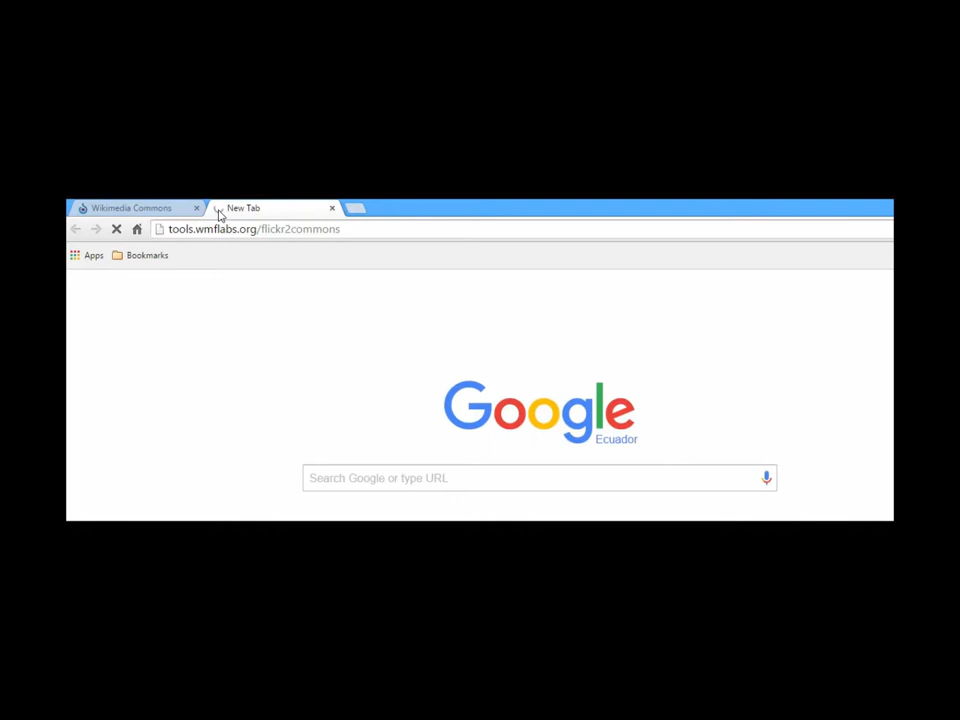 Wikimedia Commons
New Tab
tools.wmflabs.org/flickr2commons
Apps
Bookmarks
Google
Ecuador
Search Google or type URL